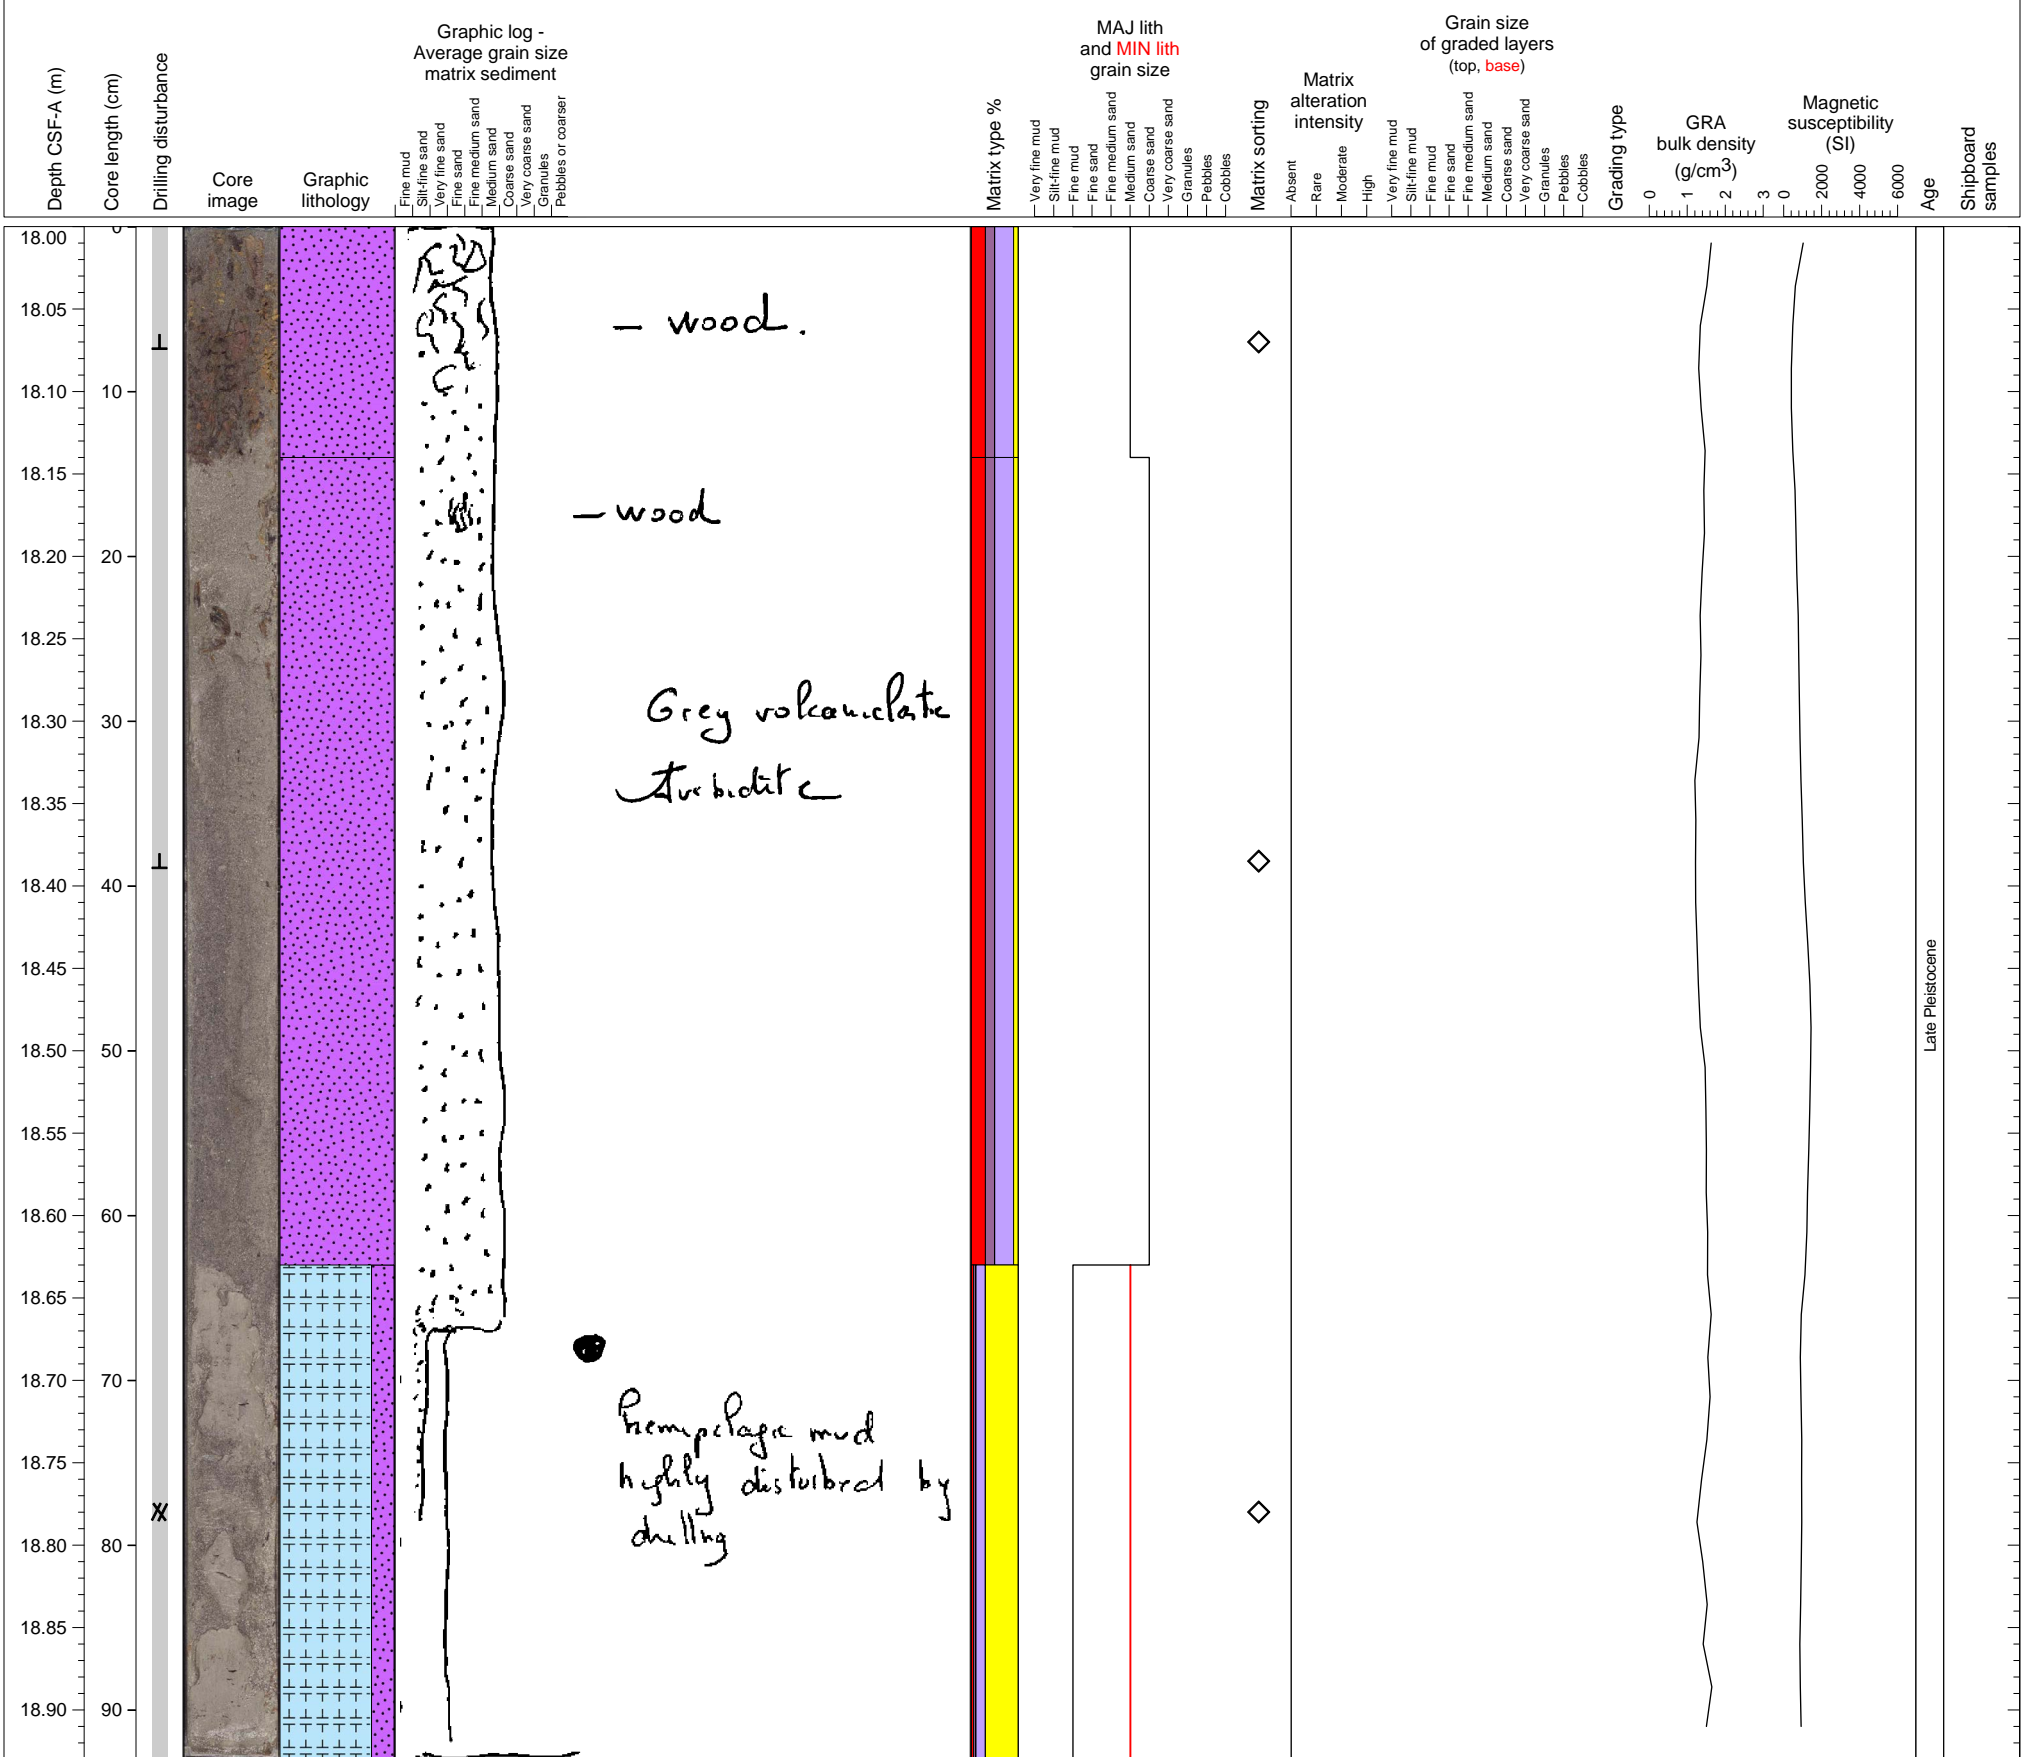 Depth CSF-A (m)
Core length (cm)
Drilling disturbance
Core
image
Graphic
lithology
Graphic log -
Average grain size
matrix sediment
Fine mud
Silt-fine sand
Very fine sand
Fine sand
Fine medium sand
Medium sand
Coarse sand
Very coarse sand
Granules
Pebbles or coarser
Matrix type %
MAJ lith
and MIN lith
grain size
Very fine mud
Silt-fine mud
Fine mud
Fine sand
Fine medium sand
Medium sand
Coarse sand
Very coarse sand
Granules
Pebbles
Cobbles
Matrix sorting
Matrix
alteration
intensity
Absent
Rare
Moderate
High
Grain size
of graded layers
(top, base)
Very fine mud
Silt-fine mud
Fine mud
Fine sand
Fine medium sand
Medium sand
Coarse sand
Very coarse sand
Granules
Pebbles
Cobbles
Grading type
GRA
bulk density
(g/cm3)
0 1 2 3
Magnetic
susceptibility
(SI)
0 2000 4000 6000
Age
Shipboard
samples
18.00 0
18.05
18.10 10
18.15
18.20 20
18.25
18.30 30
18.35
18.40 40
18.45
18.50 50
18.55
18.60 60
18.65
18.70 70
18.75
18.80 80
18.85
18.90 90
– wood.
– wood
Grey volcaniclastic
turbidite
hemipelagic mud
highly disturbed by
drilling
Late Pleistocene